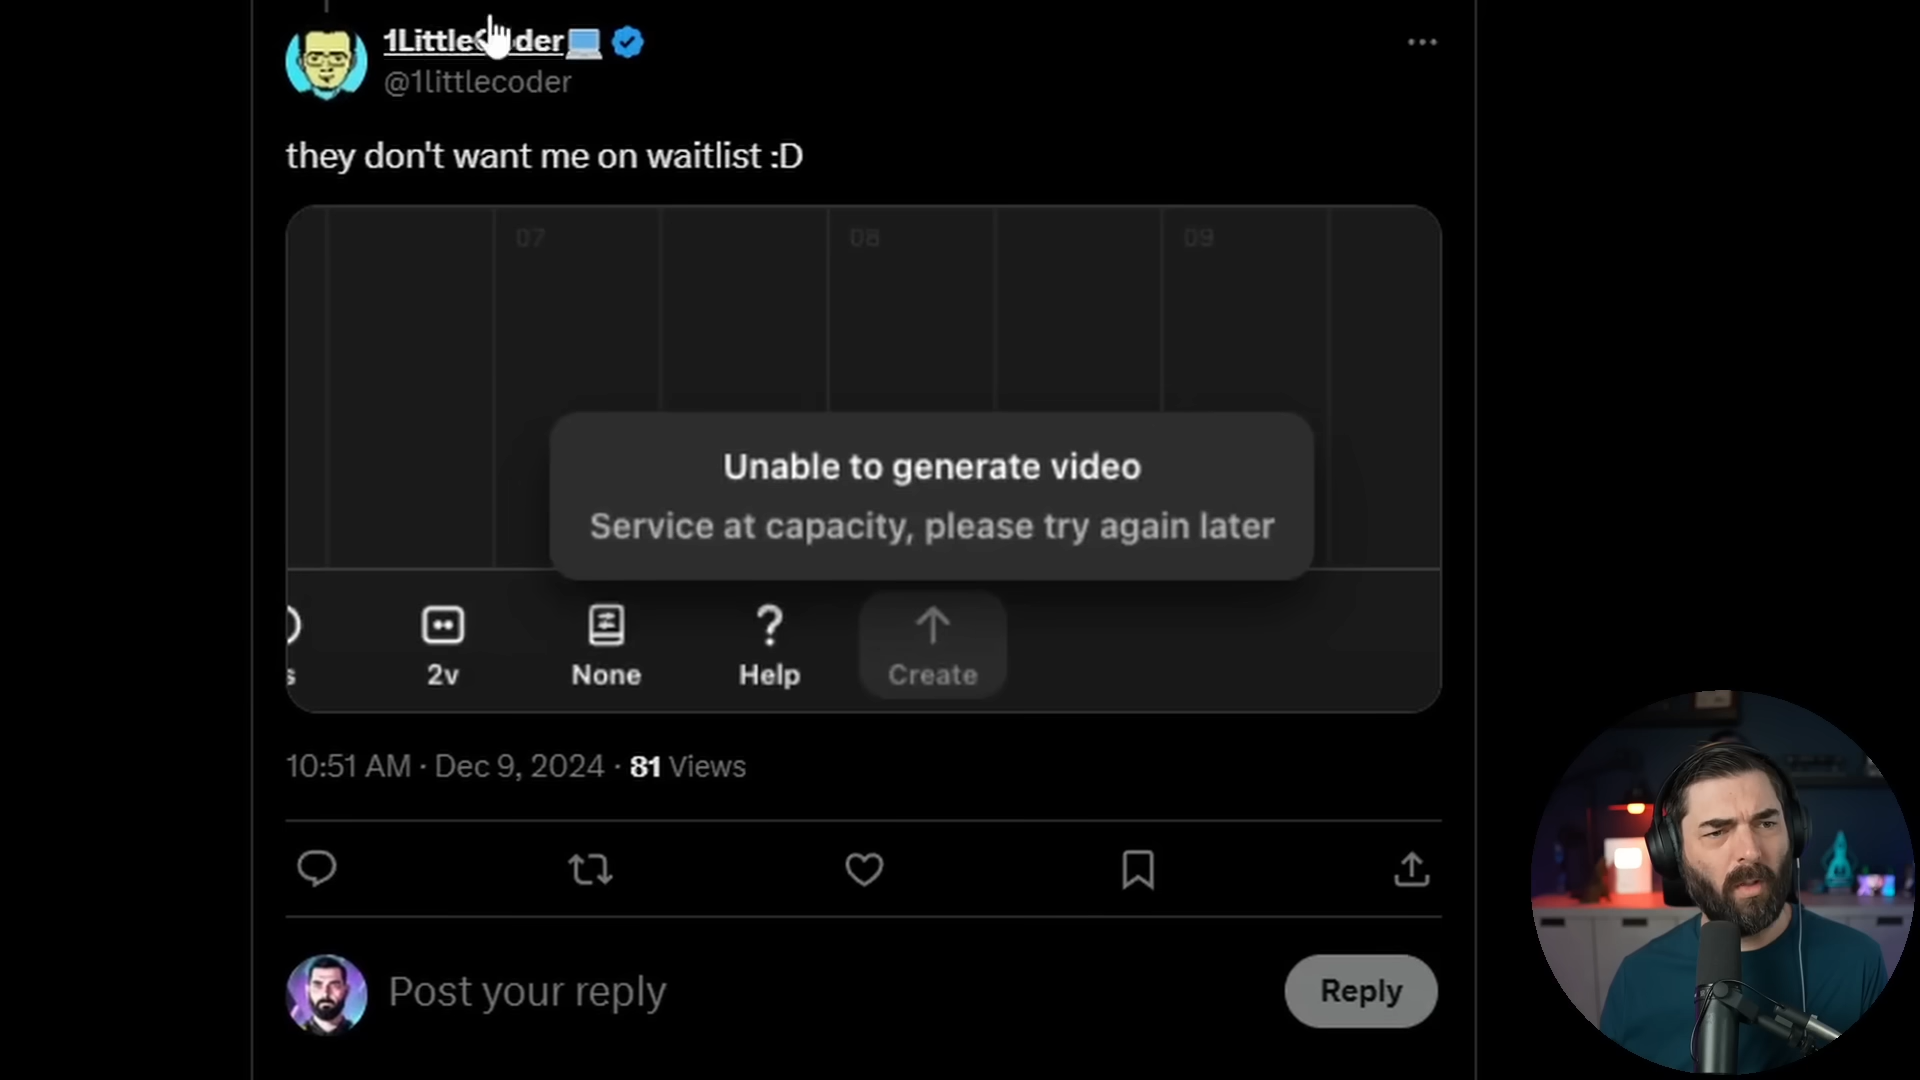 1LittleCoder
@1littlecoder
they don't want me on waitlist :D
07 08 09
Unable to generate video
Service at capacity, please try again later
s 2v None Help Create
10:51 AM · Dec 9, 2024 · 81 Views
Post your reply Reply